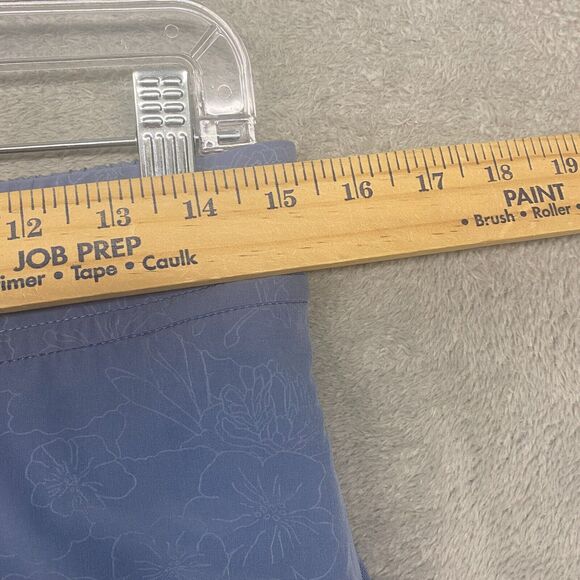 12 13 14 15 16 17 18 19
JOB PREP
imer • Tape • Caulk
PAINT
• Brush • Roller •